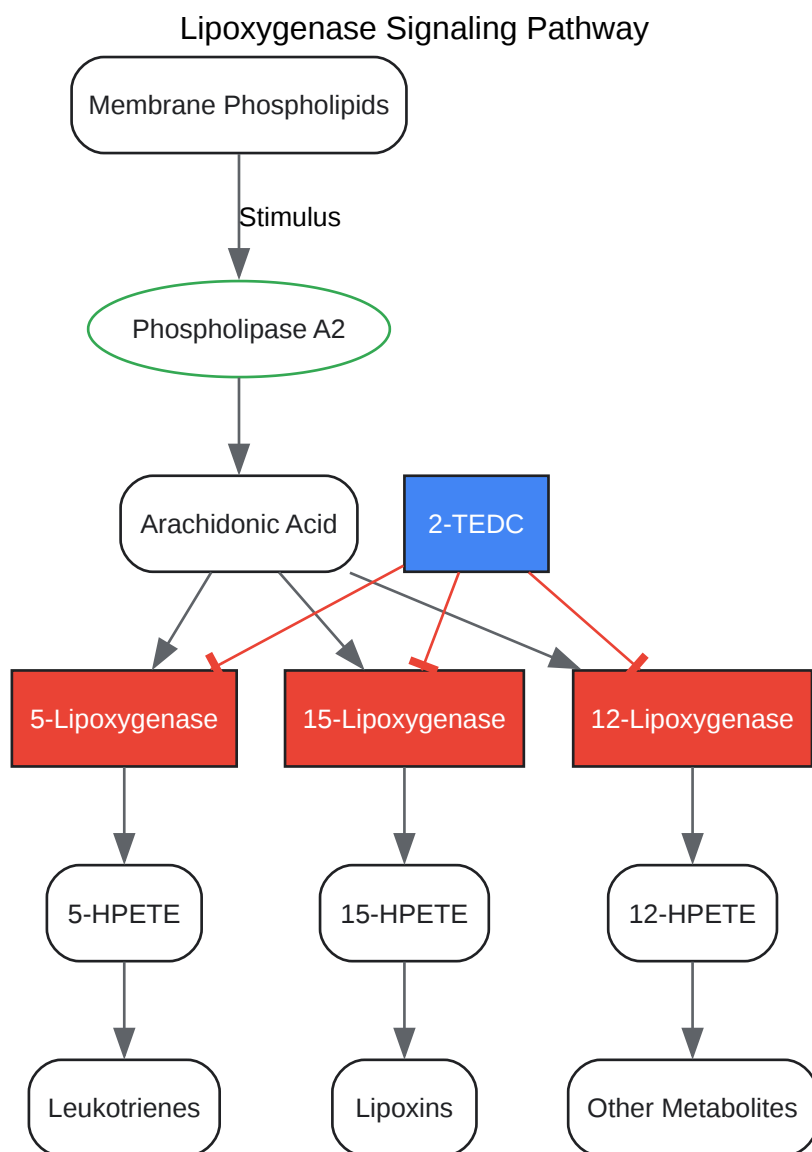 Lipoxygenase Signaling Pathway
Membrane Phospholipids
Stimulus
Phospholipase A2
Arachidonic Acid
2-TEDC
5-Lipoxygenase
15-Lipoxygenase
12-Lipoxygenase
5-HPETE
15-HPETE
12-HPETE
Leukotrienes
Lipoxins
Other Metabolites